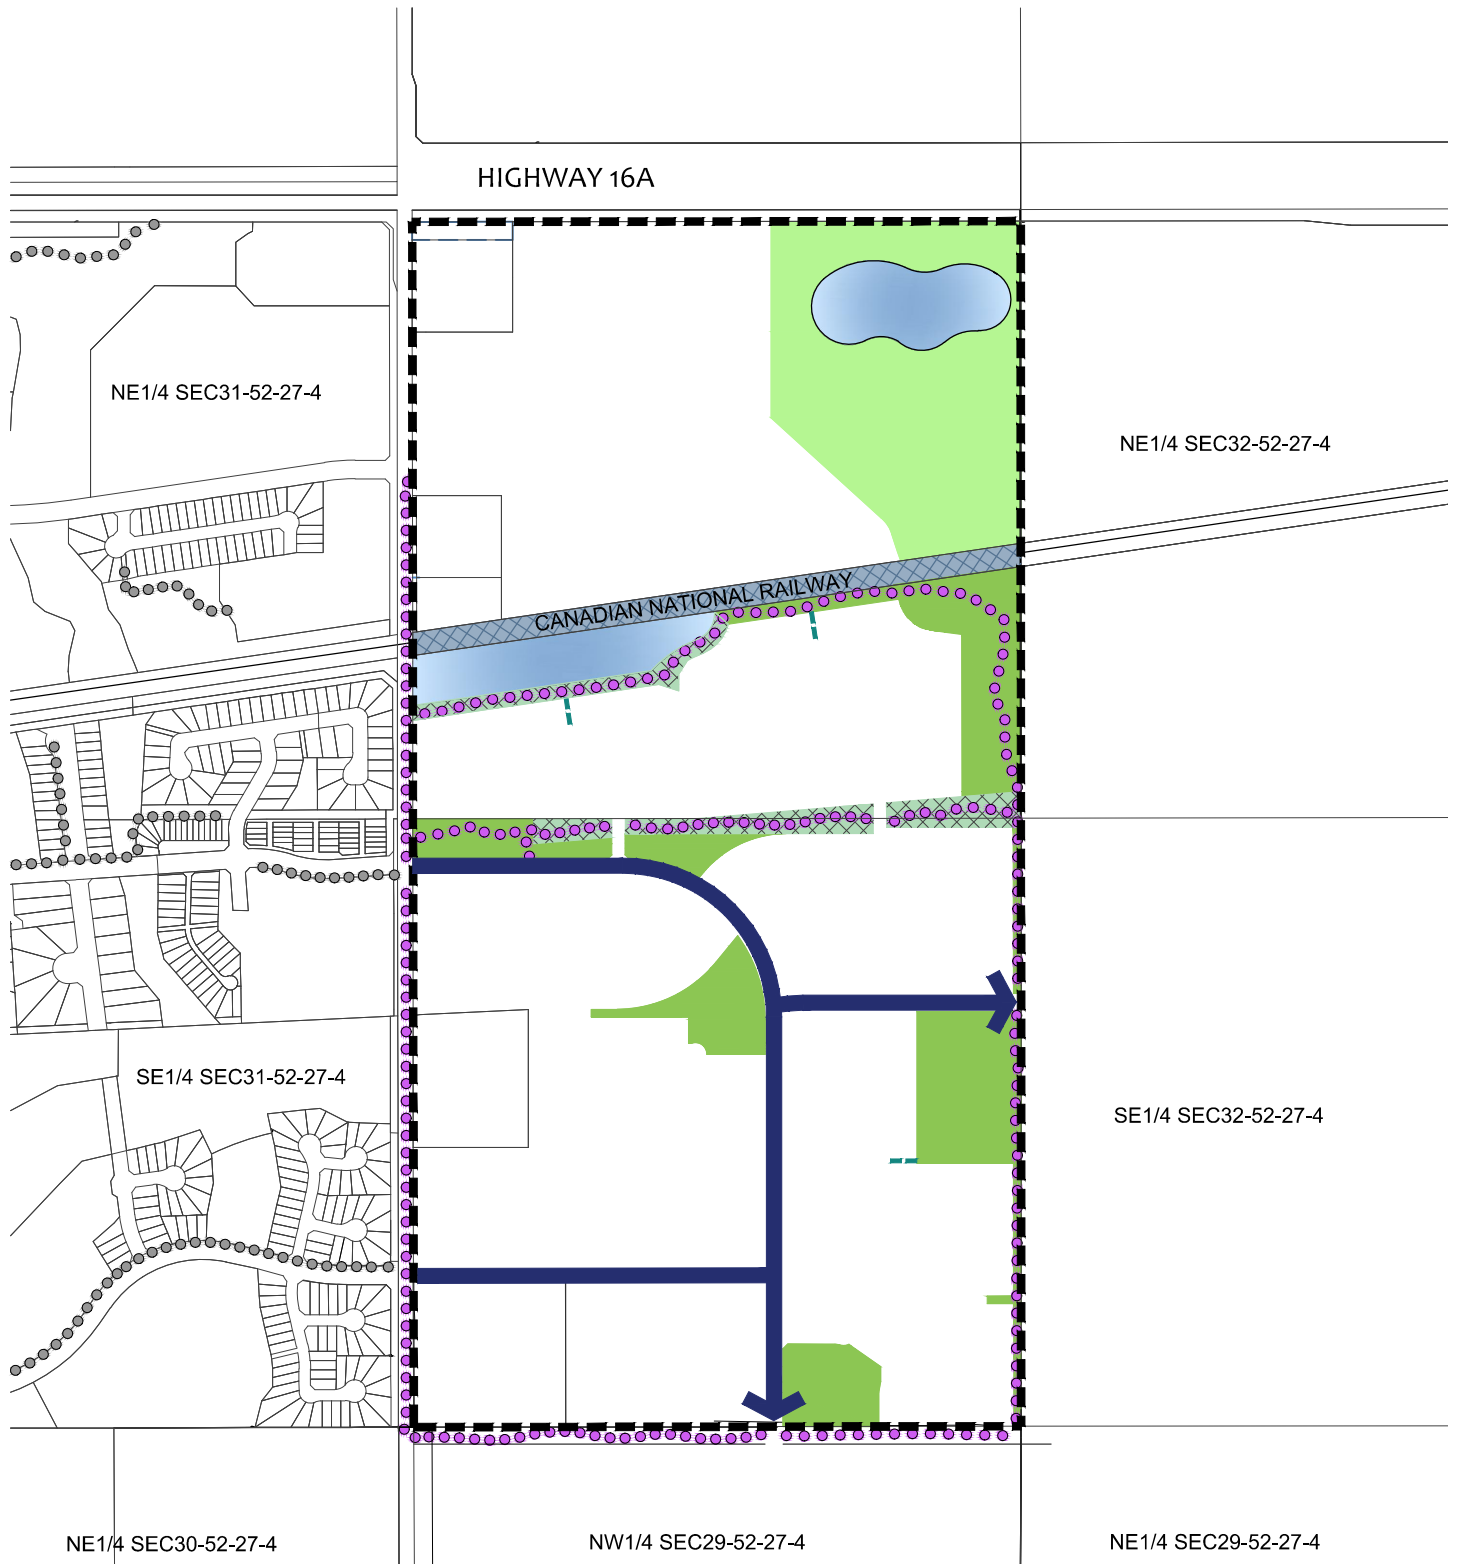 HIGHWAY 16A
NE1/4 SEC31-52-27-4
NE1/4 SEC32-52-27-4
CANADIAN NATIONAL RAILWAY
SE1/4 SEC31-52-27-4
SE1/4 SEC32-52-27-4
NE1/4 SEC30-52-27-4
NW1/4 SEC29-52-27-4
NE1/4 SEC29-52-27-4